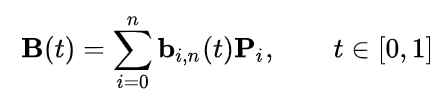 B(t) = ∑_{i=0}^{n} b_{i,n}(t)P_i, t ∈ [0, 1]